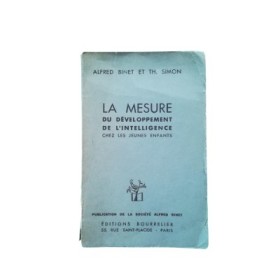 ALFRED BINET ET TH. SIMON
LA MESURE
DU DÉVELOPPEMENT
DE L'INTELLIGENCE
CHEZ LES JEUNES ENFANTS
PUBLICATION DE LA SOCIÉTÉ ALFRED BINET
ÉDITIONS BOURRELIER
55, RUE SAINT-PLACIDE - PARIS